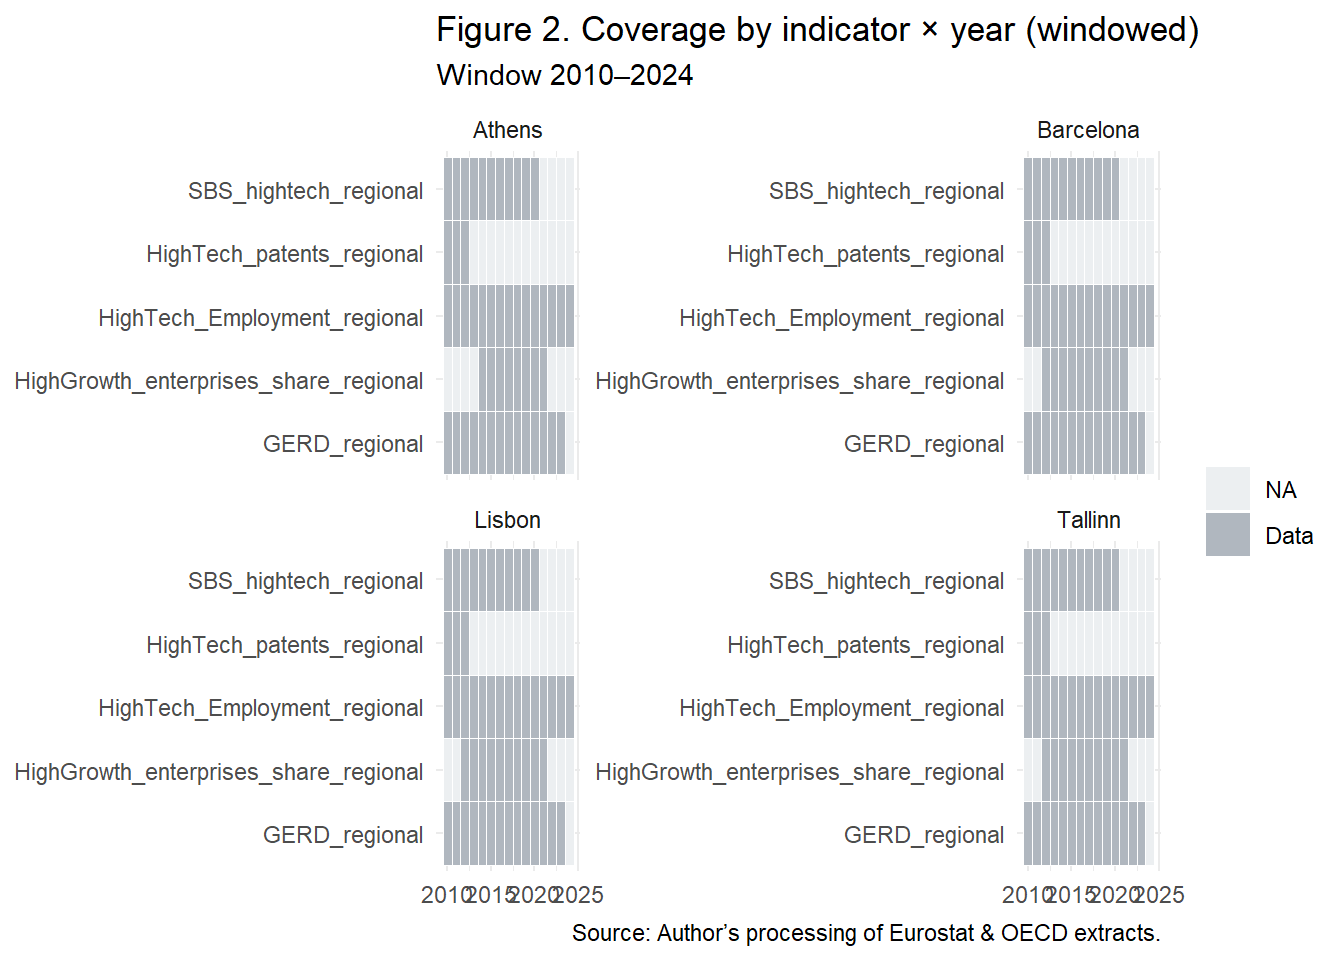 Figure 2. Coverage by indicator × year (windowed)
Window 2010–2024
Athens
SBS_hightech_regional
HighTech_patents_regional
HighTech_Employment_regional
HighGrowth_enterprises_share_regional
GERD_regional
Barcelona
SBS_hightech_regional
HighTech_patents_regional
HighTech_Employment_regional
HighGrowth_enterprises_share_regional
GERD_regional
NA
Data
Lisbon
SBS_hightech_regional
HighTech_patents_regional
HighTech_Employment_regional
HighGrowth_enterprises_share_regional
GERD_regional
2010 2015 2020 2025
Tallinn
SBS_hightech_regional
HighTech_patents_regional
HighTech_Employment_regional
HighGrowth_enterprises_share_regional
GERD_regional
2010 2015 2020 2025
Source: Author’s processing of Eurostat & OECD extracts.